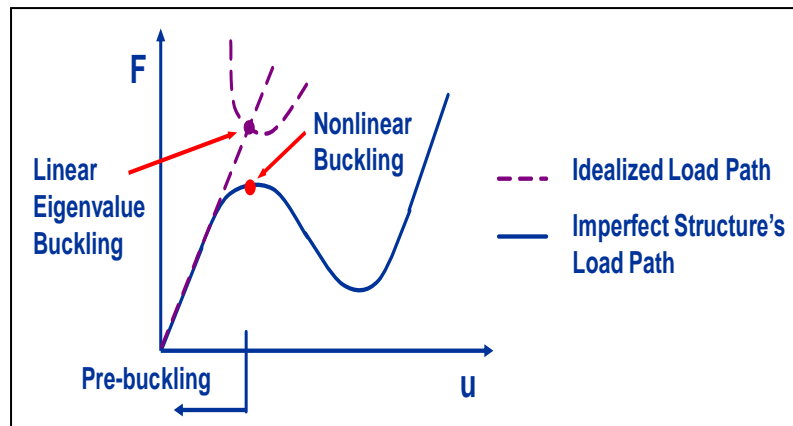 F
Nonlinear
Buckling
Linear
Eigenvalue
Buckling
Idealized Load Path
Imperfect Structure's
Load Path
Pre-buckling
u